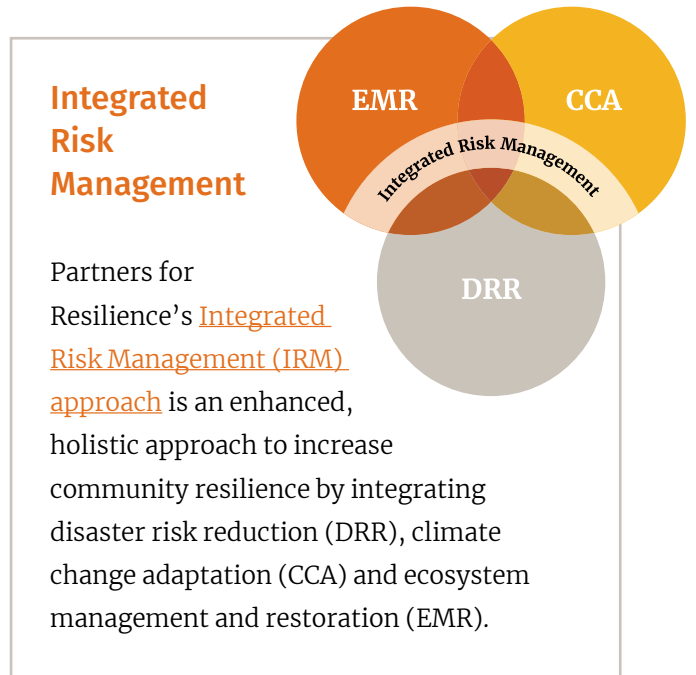 EMR
CCA
Integrated Risk Management
DRR
Integrated
Risk
Management
Partners for
Resilience’s Integrated
Risk Management (IRM)
approach is an enhanced,
holistic approach to increase
community resilience by integrating
disaster risk reduction (DRR), climate
change adaptation (CCA) and ecosystem
management and restoration (EMR).